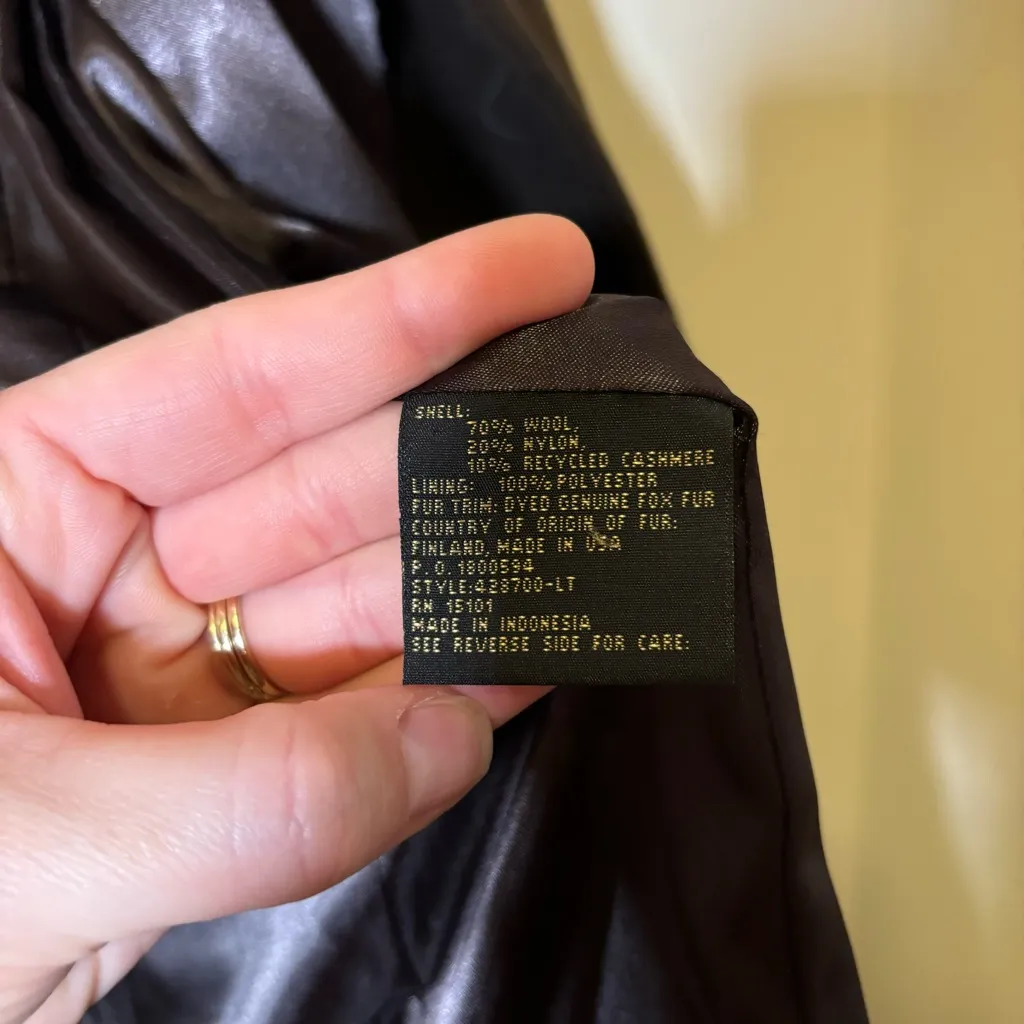 SHELL:
70% WOOL,
20% NYLON,
10% RECYCLED CASHMERE
LINING: 100% POLYESTER
FUR TRIM: DYED GENUINE FOX FUR
COUNTRY OF ORIGIN OF FUR:
FINLAND, MADE IN USA
P.O. 1800594
STYLE:428700-LT
RN 15101
MADE IN INDONESIA
SEE REVERSE SIDE FOR CARE: